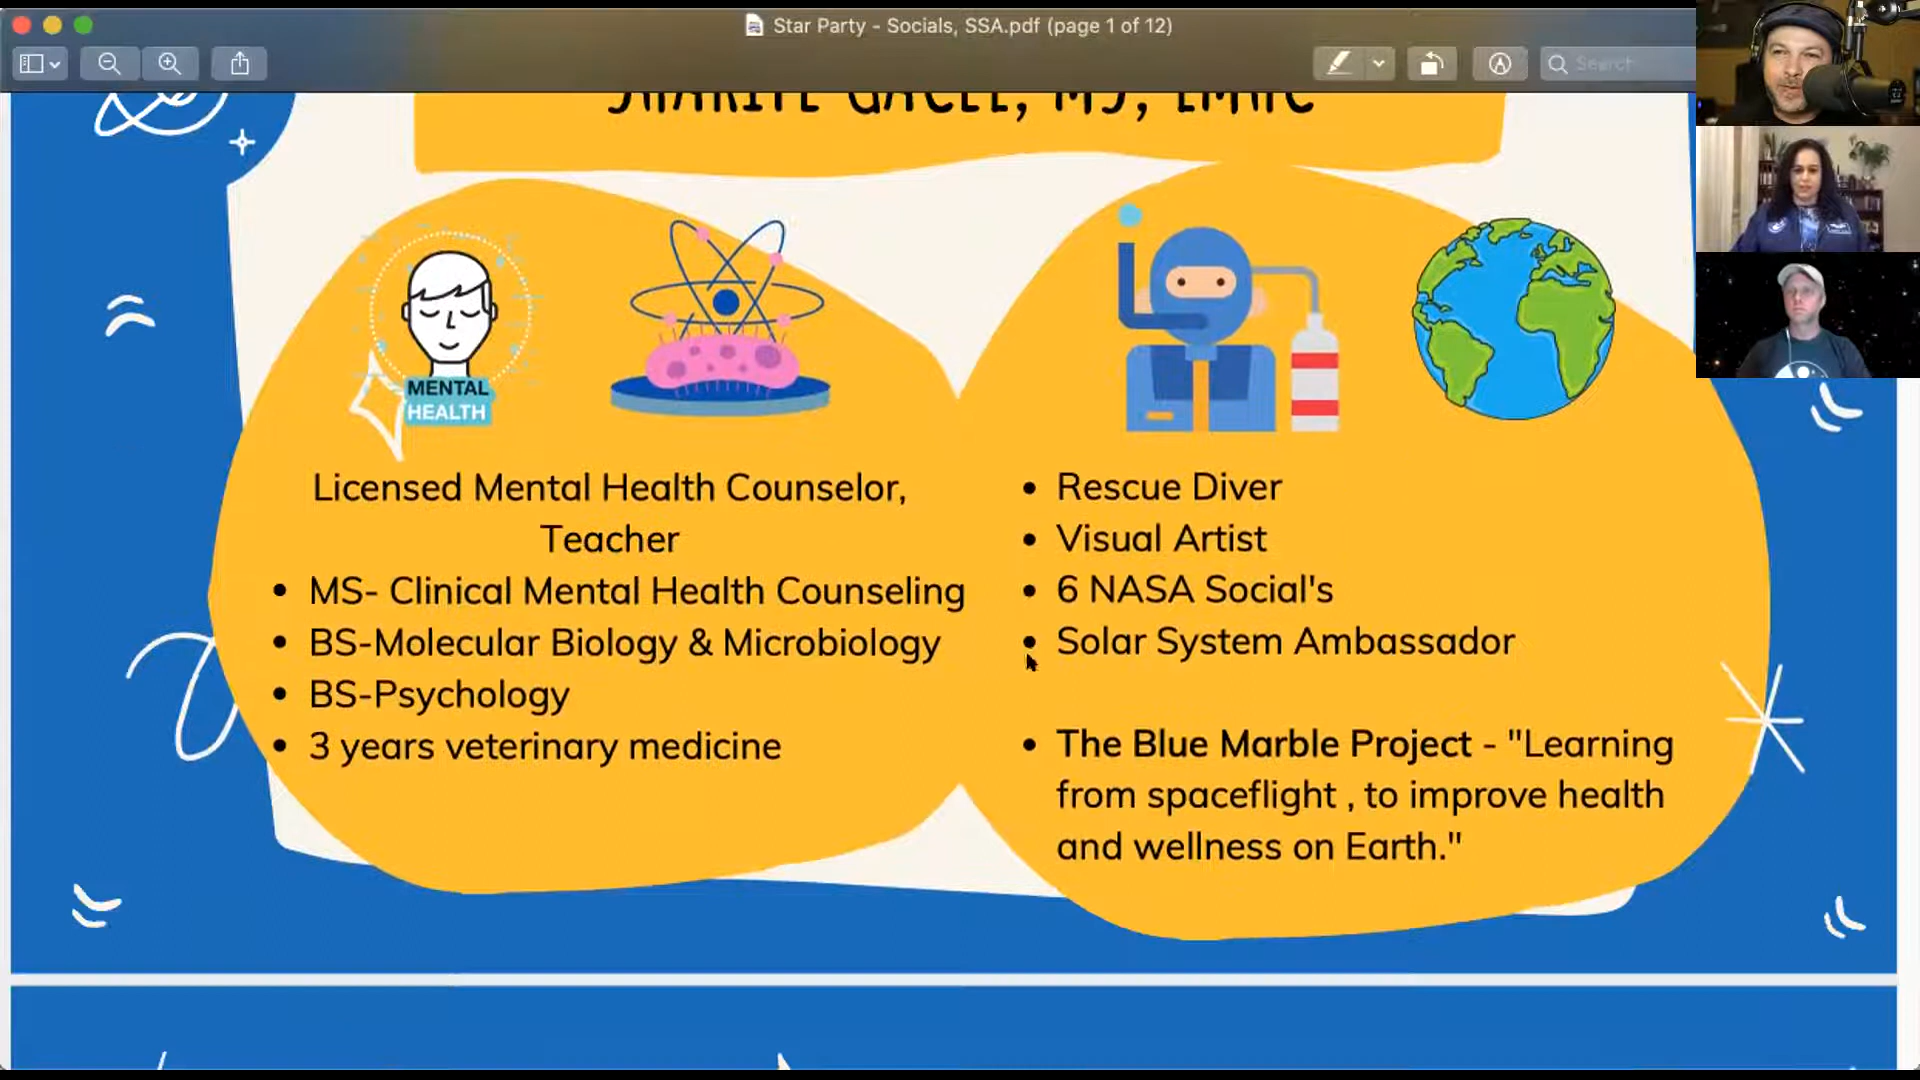 Star Party - Socials, SSA.pdf (page 1 of 12)
Search
MENTAL
HEALTH
Licensed Mental Health Counselor,
Teacher
• MS- Clinical Mental Health Counseling
• BS-Molecular Biology & Microbiology
• BS-Psychology
• 3 years veterinary medicine
• Rescue Diver
• Visual Artist
• 6 NASA Social's
• Solar System Ambassador
• The Blue Marble Project - "Learning
from spaceflight , to improve health
and wellness on Earth."